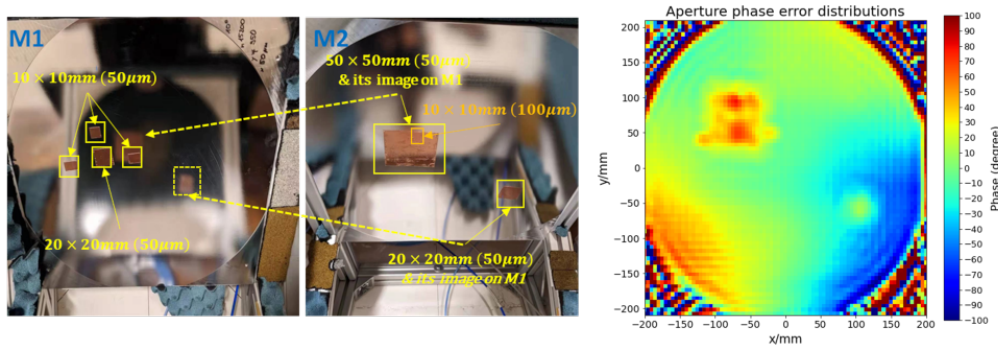 M1
10 × 10mm (50μm)
20 × 20mm (50μm)
M2
50 × 50mm (50μm)
& its image on M1
10 × 10mm (100μm)
20 × 20mm (50μm)
& its image on M1
Aperture phase error distributions
y/mm
200
150
100
50
0
−50
−100
−150
−200
−200 −150 −100 −50 0 50 100 150 200
x/mm
100
90
80
70
60
50
40
30
20
10
0
−10
−20
−30
−40
−50
−60
−70
−80
−90
−100
Phase (degree)